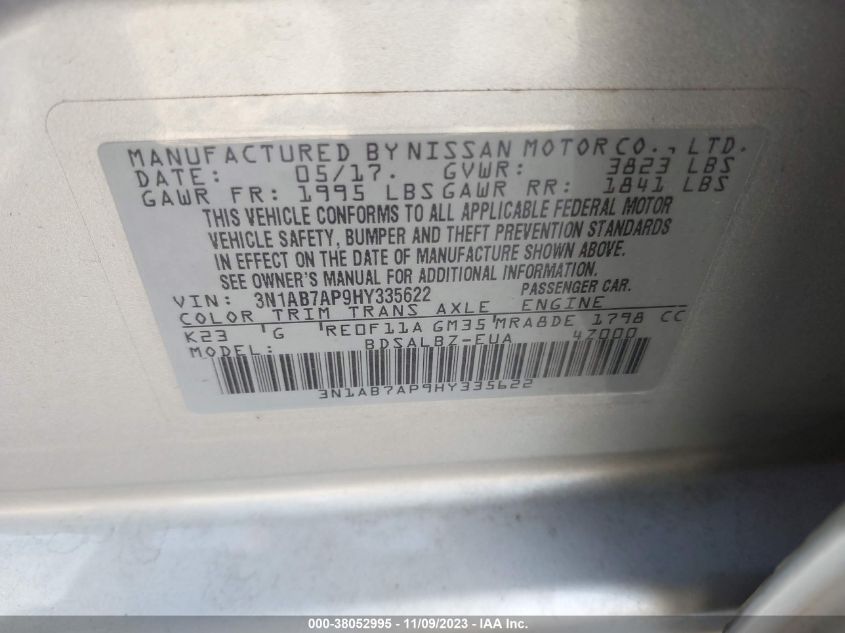 MANUFACTURED BY NISSAN MOTOR CO., LTD.
DATE: 05/17. GVWR: 3823 LBS
GAWR FR: 1995 LBS GAWR RR: 1841 LBS
THIS VEHICLE CONFORMS TO ALL APPLICABLE FEDERAL MOTOR
VEHICLE SAFETY, BUMPER AND THEFT PREVENTION STANDARDS
IN EFFECT ON THE DATE OF MANUFACTURE SHOWN ABOVE.
SEE OWNER'S MANUAL FOR ADDITIONAL INFORMATION.
VIN: 3N1AB7AP9HY335622 PASSENGER CAR.
COLOR TRIM TRANS AXLE ENGINE
K23 G RE0F11A GM35 MRA8DE 1798 CC
MODEL: BDSALBZ-EUA 47000
3N1AB7AP9HY335622
000-38052995 - 11/09/2023 - IAA Inc.